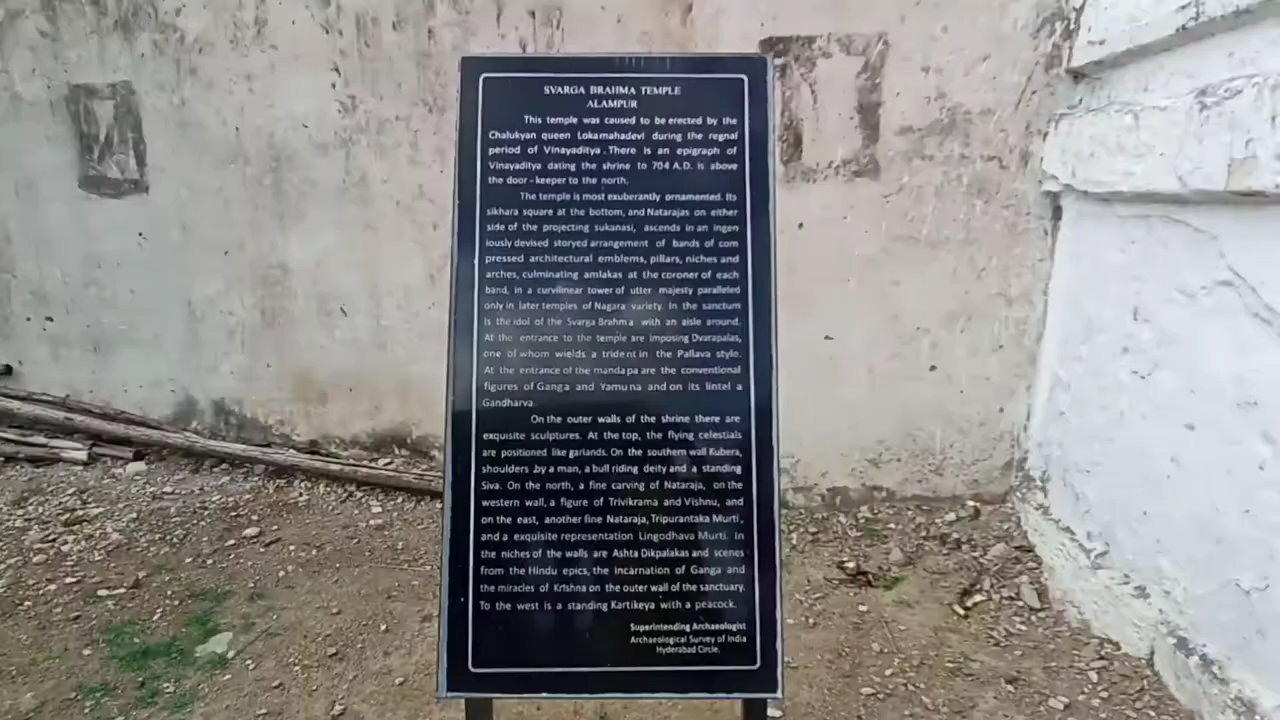 SVARGA BRAHMA TEMPLE
ALAMPUR
This temple was caused to be erected by the
Chalukyan queen Lokamahadevi during the regnal
period of Vinayaditya. There is an epigraph of
Vinayaditya dating the shrine to 704 A.D. is above
the door-keeper to the north.
The temple is most exuberantly ornamented. Its
sikhara square at the bottom, and Natarajas on either
side of the projecting sukanasi, ascends in an ingen
iously devised storyed arrangement of bands of com
pressed architectural emblems, pillars, niches and
arches, culminating amlakas at the coroner of each
band, in a curvilinear tower of utter majesty paralleled
only in later temples of Nagara variety. In the sanctum
is the idol of the Svarga Brahma with an aisle around.
At the entrance to the temple are imposing Dvarapalas,
one of whom wields a trident in the Pallava style.
At the entrance of the mandapa are the conventional
figures of Ganga and Yamuna and on its lintel a
Gandharva.
On the outer walls of the shrine there are
exquisite sculptures. At the top, the flying celestials
are positioned like garlands. On the southern wall Kubera,
shoulders by a man, a bull riding deity and a standing
Siva. On the north, a fine carving of Nataraja, on the
western wall, a figure of Trivikrama and Vishnu, and
on the east, another fine Nataraja, Tripurantaka Murti,
and a exquisite representation Lingodhava Murti. In
the niches of the walls are Ashta Dikpalakas and scenes
from the Hindu epics, the incarnation of Ganga and
the miracles of Krishna on the outer wall of the sanctuary.
To the west is a standing Kartikeya with a peacock.
Superintending Archaeologist
Archaeological Survey of India
Hyderabad Circle.